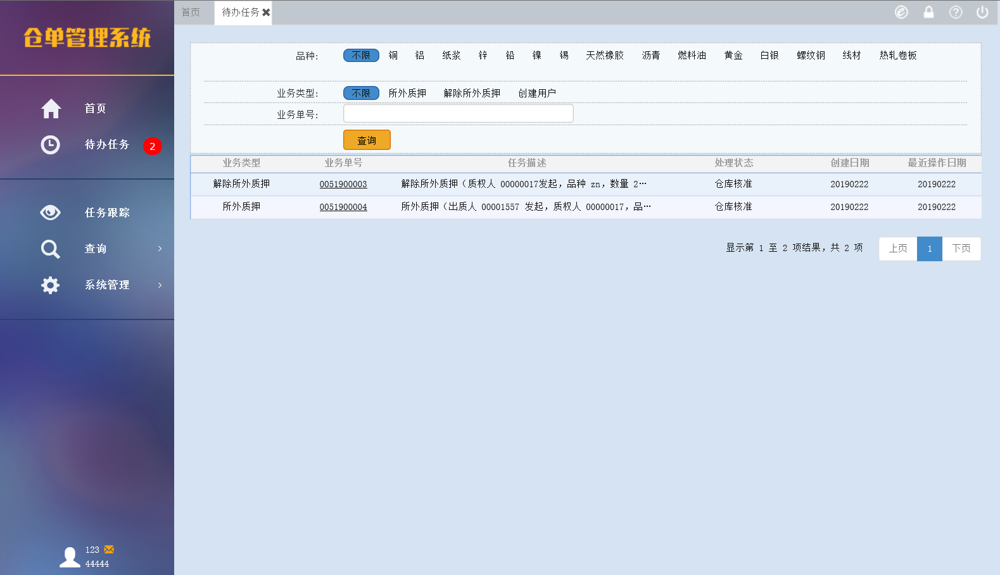 仓单管理系统
首页
待办任务 2
任务跟踪
查询
系统管理
123
44444
首页 待办任务
品种: 不限 铜 铝 纸浆 锌 铅 镍 锡 天然橡胶 沥青 燃料油 黄金 白银 螺纹钢 线材 热轧卷板
业务类型: 不限 所外质押 解除所外质押 创建用户
业务单号:
查询
业务类型 业务单号 任务描述 处理状态 创建日期 最近操作日期
解除所外质押 0051900003 解除所外质押（质权人 00000017发起，品种 zn，数量 2… 仓库核准 20190222 20190222
所外质押 0051900004 所外质押（出质人 00001557 发起，质权人 00000017，品… 仓库核准 20190222 20190222
显示第 1 至 2 项结果，共 2 项 上页 1 下页